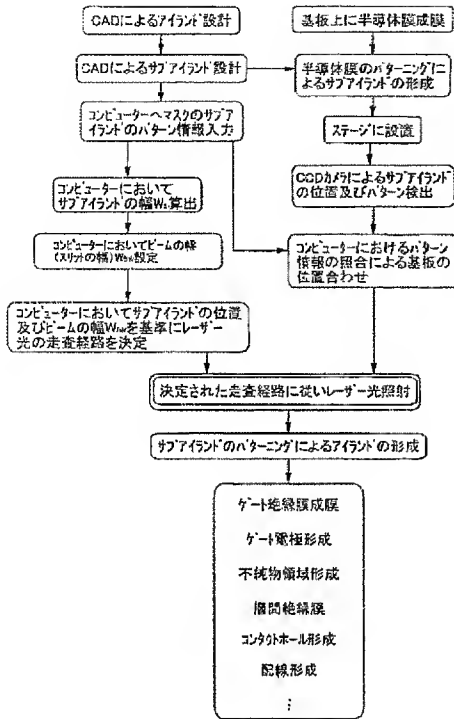 CADによるアイランド設計
CADによるサブアイランド設計
コンピューターへマスクのサブア
イランドのパターン情報入力
コンピューターにおいて
サブアイランドの幅Ws算出
コンピューターにおいてビームの幅
(スリットの幅)設定
コンピューターにおいてサブアイランドの位置
及びビームの幅を基準にレーザー
光の走査経路を決定
基板上に半導体膜成膜
半導体膜のパターニングに
よるサブアイランドの形成
ステージに設置
CCDカメラによるサブアイランド
の位置及びパターン検出
コンピューターにおけるパターン
情報の照合による基板の
位置合わせ
決定された走査経路に従いレーザー光照射
サブアイランドのパターニングによるアイランドの形成
ゲート絶縁膜成膜
ゲート電極形成
不純物領域形成
層間絶縁膜
コンタクトホール形成
配線形成
⋮